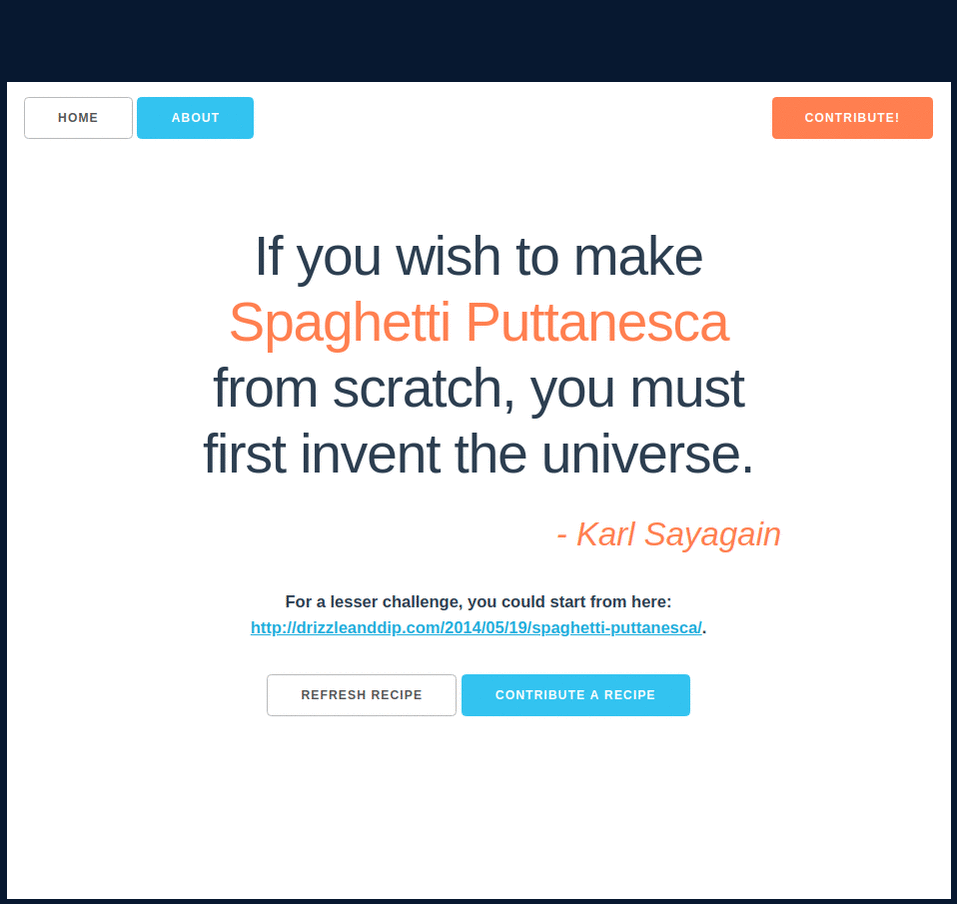 HOME ABOUT CONTRIBUTE!
If you wish to make
Spaghetti Puttanesca
from scratch, you must
first invent the universe.
- Karl Sayagain
For a lesser challenge, you could start from here:
http://drizzleanddip.com/2014/05/19/spaghetti-puttanesca/.
REFRESH RECIPE CONTRIBUTE A RECIPE